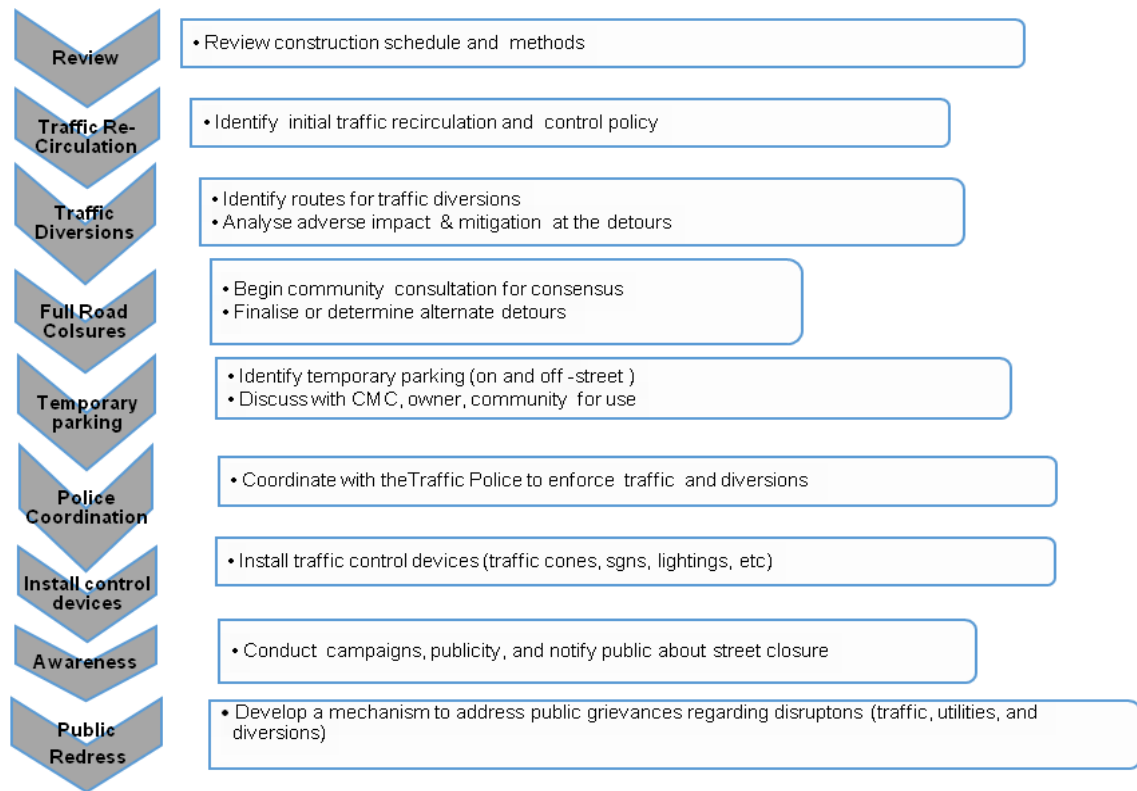 Review
• Review construction schedule and methods
Traffic Re-
Circulation
• Identify initial traffic recirculation and control policy
Traffic
Diversions
• Identify routes for traffic diversions
• Analyse adverse impact & mitigation at the detours
Full Road
Colsures
• Begin community consultation for consensus
• Finalise or determine alternate detours
Temporary
parking
• Identify temporary parking (on and off -street )
• Discuss with CMC, owner, community for use
Police
Coordination
• Coordinate with theTraffic Police to enforce traffic and diversions
Install control
devices
• Install traffic control devices (traffic cones, sgns, lightings, etc)
Awareness
• Conduct campaigns, publicity, and notify public about street closure
Public
Redress
• Develop a mechanism to address public grievances regarding disruptons (traffic, utilities, and
diversions)